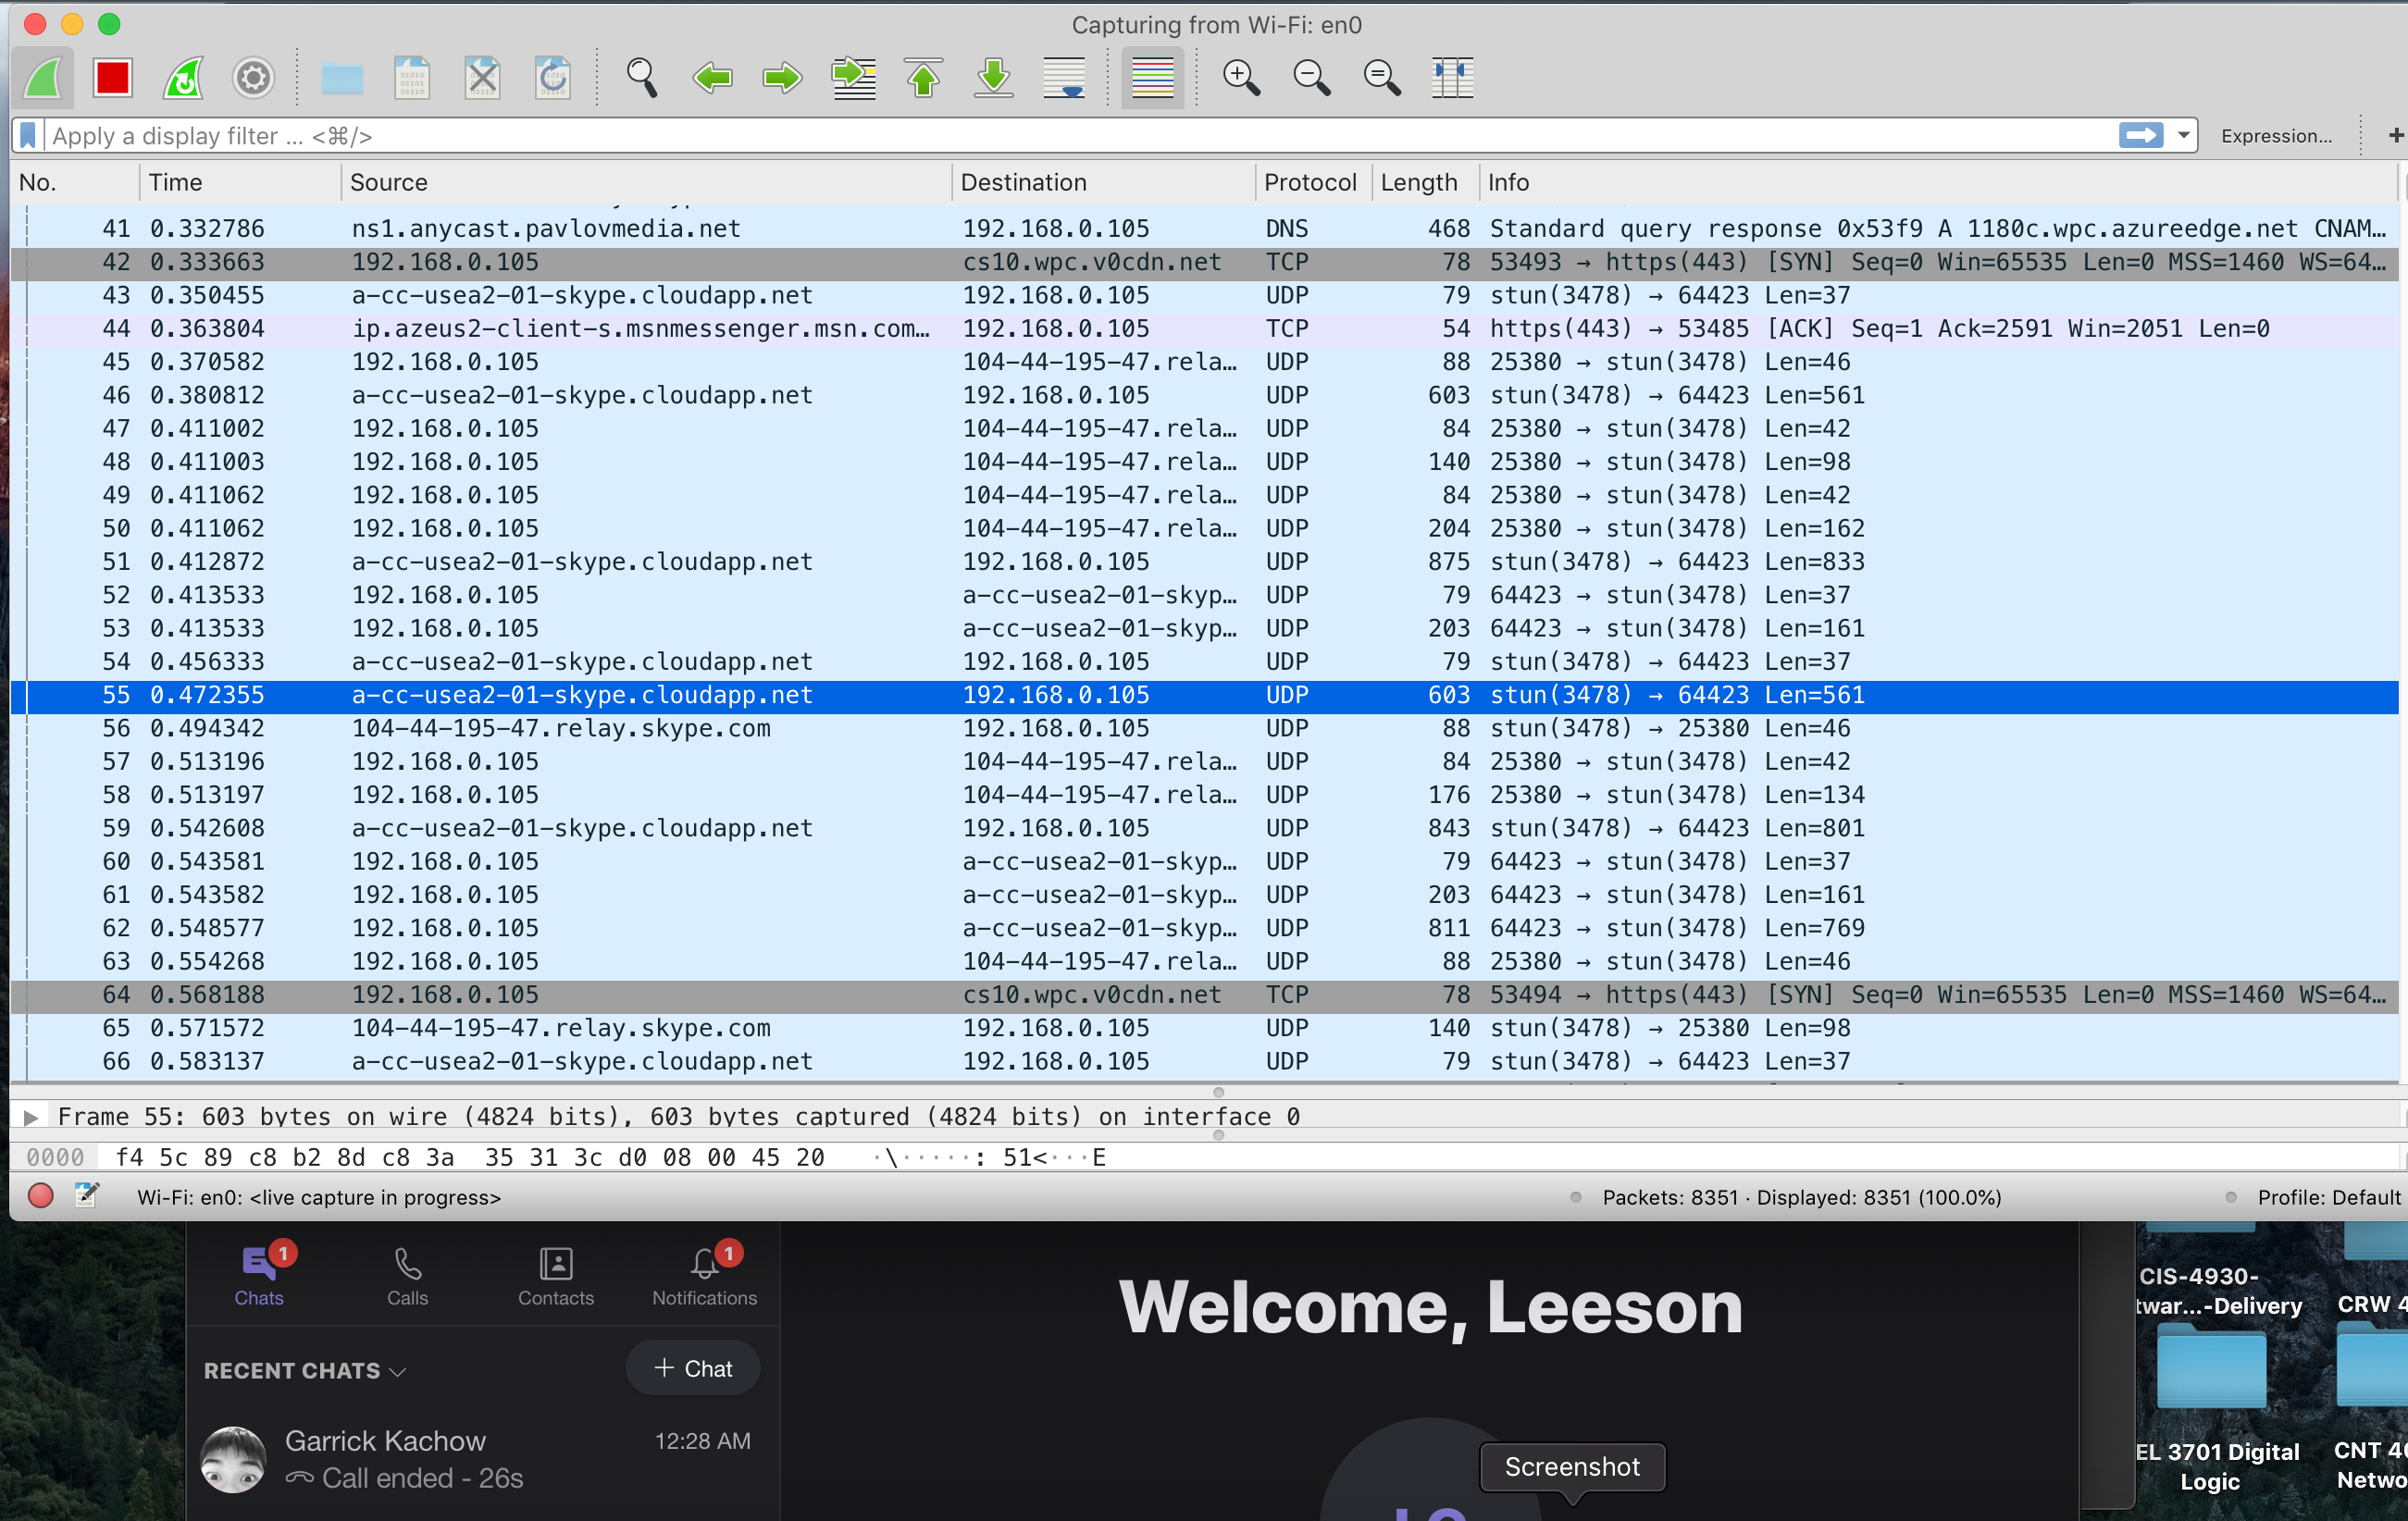 Capturing from Wi-Fi: en0
Apply a display filter ... <⌘/>
Expression... +
No. Time Source Destination Protocol Length Info
41 0.332786 ns1.anycast.pavlovmedia.net 192.168.0.105 DNS 468 Standard query response 0x53f9 A 1180c.wpc.azureedge.net CNAM…
42 0.333663 192.168.0.105 cs10.wpc.v0cdn.net TCP 78 53493 → https(443) [SYN] Seq=0 Win=65535 Len=0 MSS=1460 WS=64…
43 0.350455 a-cc-usea2-01-skype.cloudapp.net 192.168.0.105 UDP 79 stun(3478) → 64423 Len=37
44 0.363804 ip.azeus2-client-s.msnmessenger.msn.com… 192.168.0.105 TCP 54 https(443) → 53485 [ACK] Seq=1 Ack=2591 Win=2051 Len=0
45 0.370582 192.168.0.105 104-44-195-47.rela… UDP 88 25380 → stun(3478) Len=46
46 0.380812 a-cc-usea2-01-skype.cloudapp.net 192.168.0.105 UDP 603 stun(3478) → 64423 Len=561
47 0.411002 192.168.0.105 104-44-195-47.rela… UDP 84 25380 → stun(3478) Len=42
48 0.411003 192.168.0.105 104-44-195-47.rela… UDP 140 25380 → stun(3478) Len=98
49 0.411062 192.168.0.105 104-44-195-47.rela… UDP 84 25380 → stun(3478) Len=42
50 0.411062 192.168.0.105 104-44-195-47.rela… UDP 204 25380 → stun(3478) Len=162
51 0.412872 a-cc-usea2-01-skype.cloudapp.net 192.168.0.105 UDP 875 stun(3478) → 64423 Len=833
52 0.413533 192.168.0.105 a-cc-usea2-01-skyp… UDP 79 64423 → stun(3478) Len=37
53 0.413533 192.168.0.105 a-cc-usea2-01-skyp… UDP 203 64423 → stun(3478) Len=161
54 0.456333 a-cc-usea2-01-skype.cloudapp.net 192.168.0.105 UDP 79 stun(3478) → 64423 Len=37
55 0.472355 a-cc-usea2-01-skype.cloudapp.net 192.168.0.105 UDP 603 stun(3478) → 64423 Len=561
56 0.494342 104-44-195-47.relay.skype.com 192.168.0.105 UDP 88 stun(3478) → 25380 Len=46
57 0.513196 192.168.0.105 104-44-195-47.rela… UDP 84 25380 → stun(3478) Len=42
58 0.513197 192.168.0.105 104-44-195-47.rela… UDP 176 25380 → stun(3478) Len=134
59 0.542608 a-cc-usea2-01-skype.cloudapp.net 192.168.0.105 UDP 843 stun(3478) → 64423 Len=801
60 0.543581 192.168.0.105 a-cc-usea2-01-skyp… UDP 79 64423 → stun(3478) Len=37
61 0.543582 192.168.0.105 a-cc-usea2-01-skyp… UDP 203 64423 → stun(3478) Len=161
62 0.548577 192.168.0.105 a-cc-usea2-01-skyp… UDP 811 64423 → stun(3478) Len=769
63 0.554268 192.168.0.105 104-44-195-47.rela… UDP 88 25380 → stun(3478) Len=46
64 0.568188 192.168.0.105 cs10.wpc.v0cdn.net TCP 78 53494 → https(443) [SYN] Seq=0 Win=65535 Len=0 MSS=1460 WS=64…
65 0.571572 104-44-195-47.relay.skype.com 192.168.0.105 UDP 140 stun(3478) → 25380 Len=98
66 0.583137 a-cc-usea2-01-skype.cloudapp.net 192.168.0.105 UDP 79 stun(3478) → 64423 Len=37
Frame 55: 603 bytes on wire (4824 bits), 603 bytes captured (4824 bits) on interface 0
0000 f4 5c 89 c8 b2 8d c8 3a 35 31 3c d0 08 00 45 20 ·\·····: 51<···E
Wi-Fi: en0: <live capture in progress>
Packets: 8351 · Displayed: 8351 (100.0%)
Profile: Default
1
1
Chats Calls Contacts Notifications
RECENT CHATS
+ Chat
Garrick Kachow 12:28 AM
Call ended - 26s
Welcome, Leeson
Screenshot
CIS-4930-
twar...-Delivery
CRW 4
EL 3701 Digital
Logic
CNT 40
Netwo